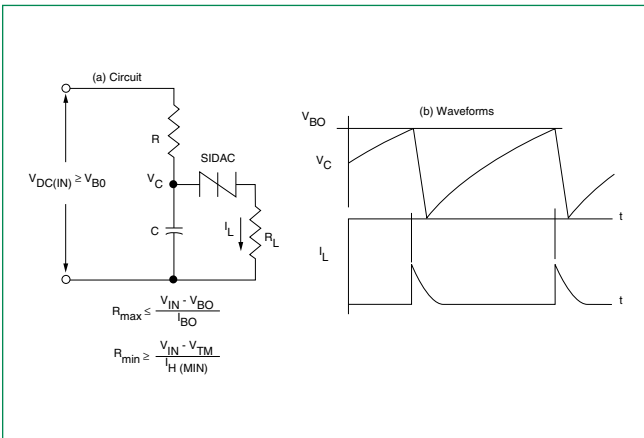 (a) Circuit
R
SIDAC
V_DC(IN) ≥ V_B0
V_C
I_L
R_L
C
R_max ≤ (V_IN - V_BO) / I_BO
R_min ≥ (V_IN - V_TM) / I_H (MIN)
(b) Waveforms
V_BO
V_C
t
I_L
t